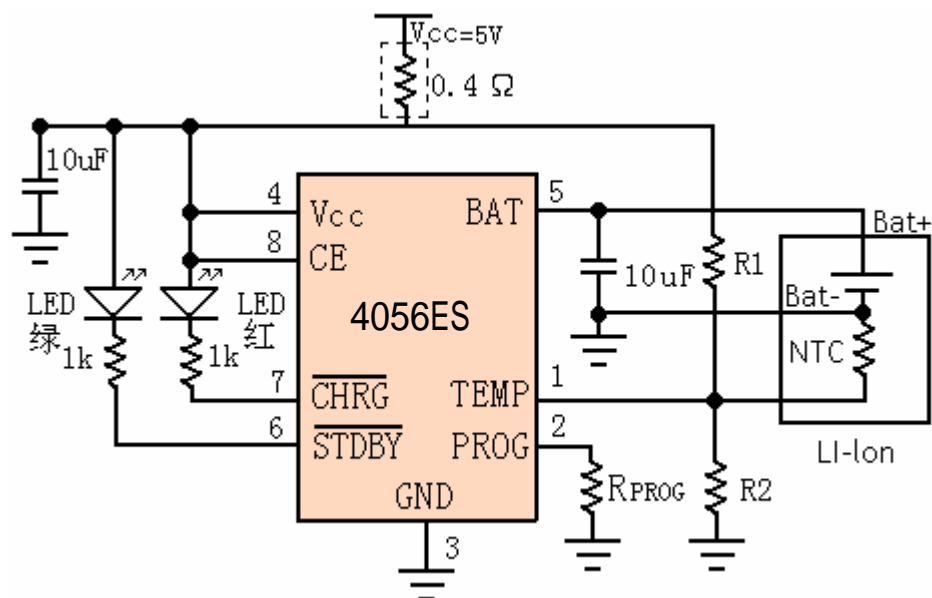 Vcc=5V
0.4 Ω
10uF
4
Vcc
8
CE
BAT
5
Bat+
10uF
R1
Bat-
NTC
LED
绿
1k
LED
红
1k
4056ES
7
CHRG
6
STDBY
TEMP
1
PROG
2
GND
3
RPROG
R2
LI-lon